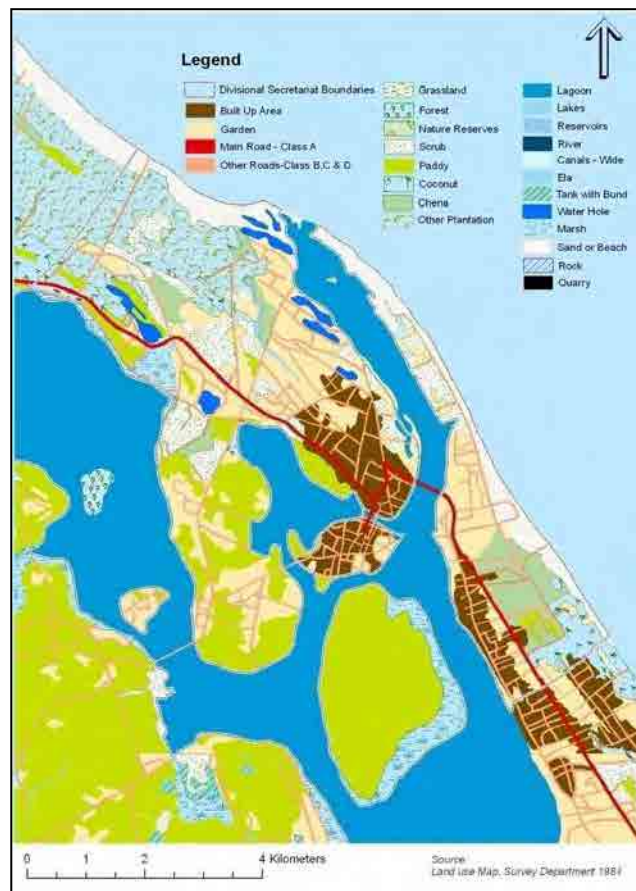 Legend
Divisional Secretariat Boundaries
Built Up Area
Garden
Main Road - Class A
Other Roads-Class B,C & D
Grassland
Forest
Nature Reserves
Scrub
Paddy
Coconut
Chena
Other Plantation
Lagoon
Lakes
Reservoirs
River
Canals - Wide
Ela
Tank with Bund
Water Hole
Marsh
Sand or Beach
Rock
Quarry
0 1 2 4 Kilometers
Source
Land use Map, Survey Department 1984